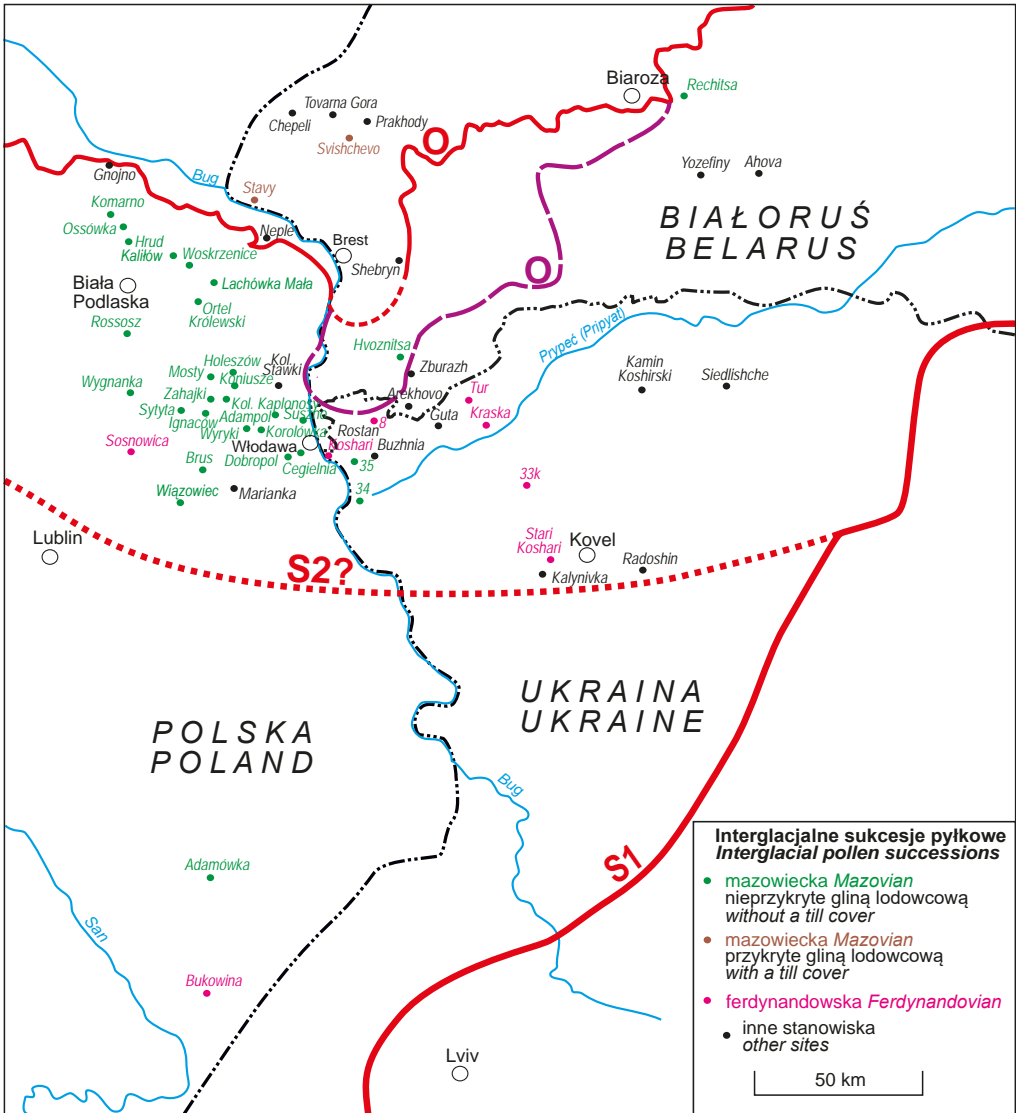 Biaroza
Rechitsa
Tovarna Gora
Chepeli
Prakhody
Svishchevo
O
Gnojno
Bug
Yozefiny
Ahova
Komarno
Stavy
Ossówka
Hrud
Kaliłów
Neple
Brest
BIAŁORUŚ
BELARUS
Woskrzenice
Shebryn
O
Biała
Podlaska
Lachówka Mała
Ortel
Królewski
Rossosz
Prypeć (Pripyat)
Hvoznitsa
Holeszów
Kol.
Stawki
Zburazh
Kamin
Koshirski
Siedlishche
Mosty
Koniusze
Wygnanka
Zahajki
Kol. Kaplonosy
Arekhovo
Tur
Sytyta
Ignaców
Adampol
Suszno
8
Guta
Kraska
Wyryki
Korolówka
Rostan
Sosnowica
Włodawa
Koshari
Buzhnia
Brus
Dobropol
Cegielnia
35
Wiązowiec
Marianka
34
33k
Lublin
Stari
Koshari
Kovel
S2?
Kalynivka
Radoshin
UKRAINA
UKRAINE
POLSKA
POLAND
Bug
S1
Adamówka
San
Bukowina
Lviv
Interglacjalne sukcesje pyłkowe
Interglacial pollen successions
mazowiecka Mazovian
nieprzykryte gliną lodowcową
without a till cover
mazowiecka Mazovian
przykryte gliną lodowcową
with a till cover
ferdynandowska Ferdynandovian
inne stanowiska
other sites
50 km